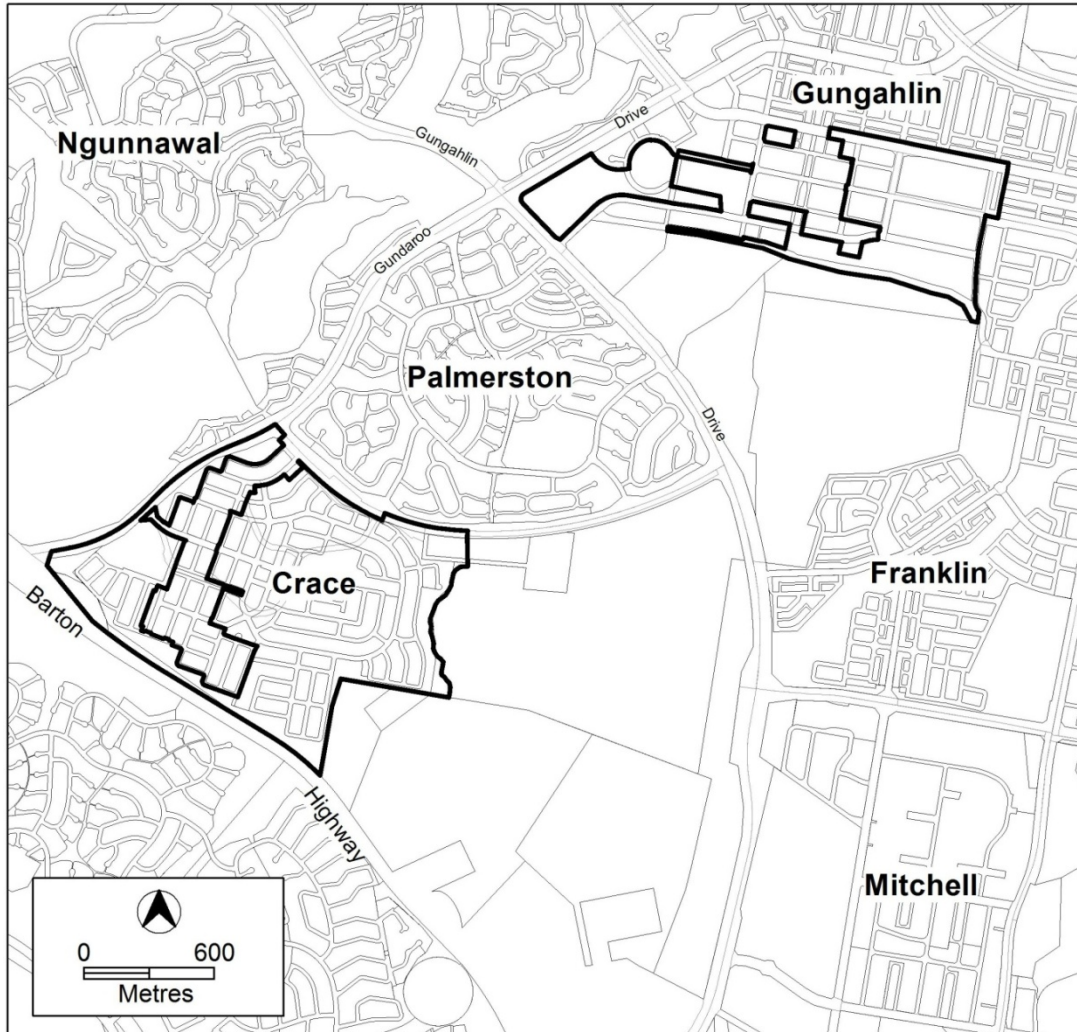 Gungahlin
Ngunnawal
Gungahlin
Drive
Gundaroo
Palmerston
Drive
Crace
Franklin
Barton
Highway
Mitchell
0 600
Metres